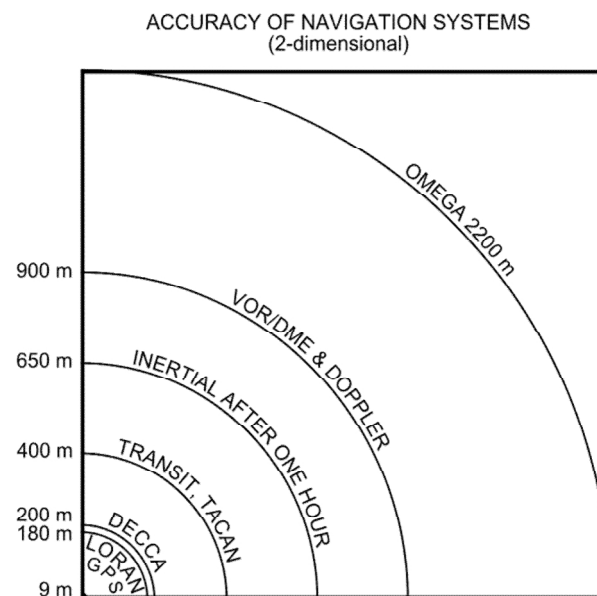 ACCURACY OF NAVIGATION SYSTEMS
(2-dimensional)
OMEGA 2200 m
900 m
VOR/DME & DOPPLER
650 m
INERTIAL AFTER ONE HOUR
400 m
TRANSIT, TACAN
200 m
DECCA
180 m
LORAN
GPS
9 m